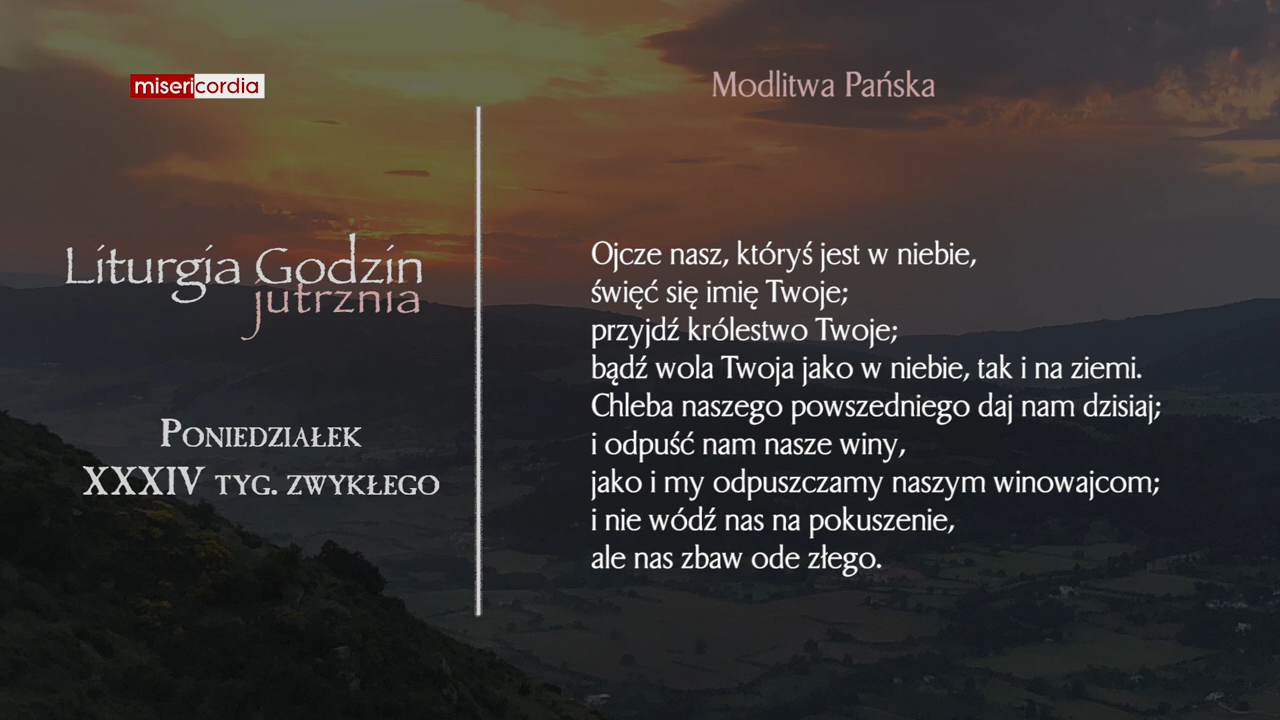 misericordia
Liturgia Godzin
jutrznia
Poniedziałek
XXXIV tyg. zwykłego
Modlitwa Pańska
Ojcze nasz, któryś jest w niebie,
święć się imię Twoje;
przyjdź królestwo Twoje;
bądź wola Twoja jako w niebie, tak i na ziemi.
Chleba naszego powszedniego daj nam dzisiaj;
i odpuść nam nasze winy,
jako i my odpuszczamy naszym winowajcom;
i nie wódź nas na pokuszenie,
ale nas zbaw ode złego.